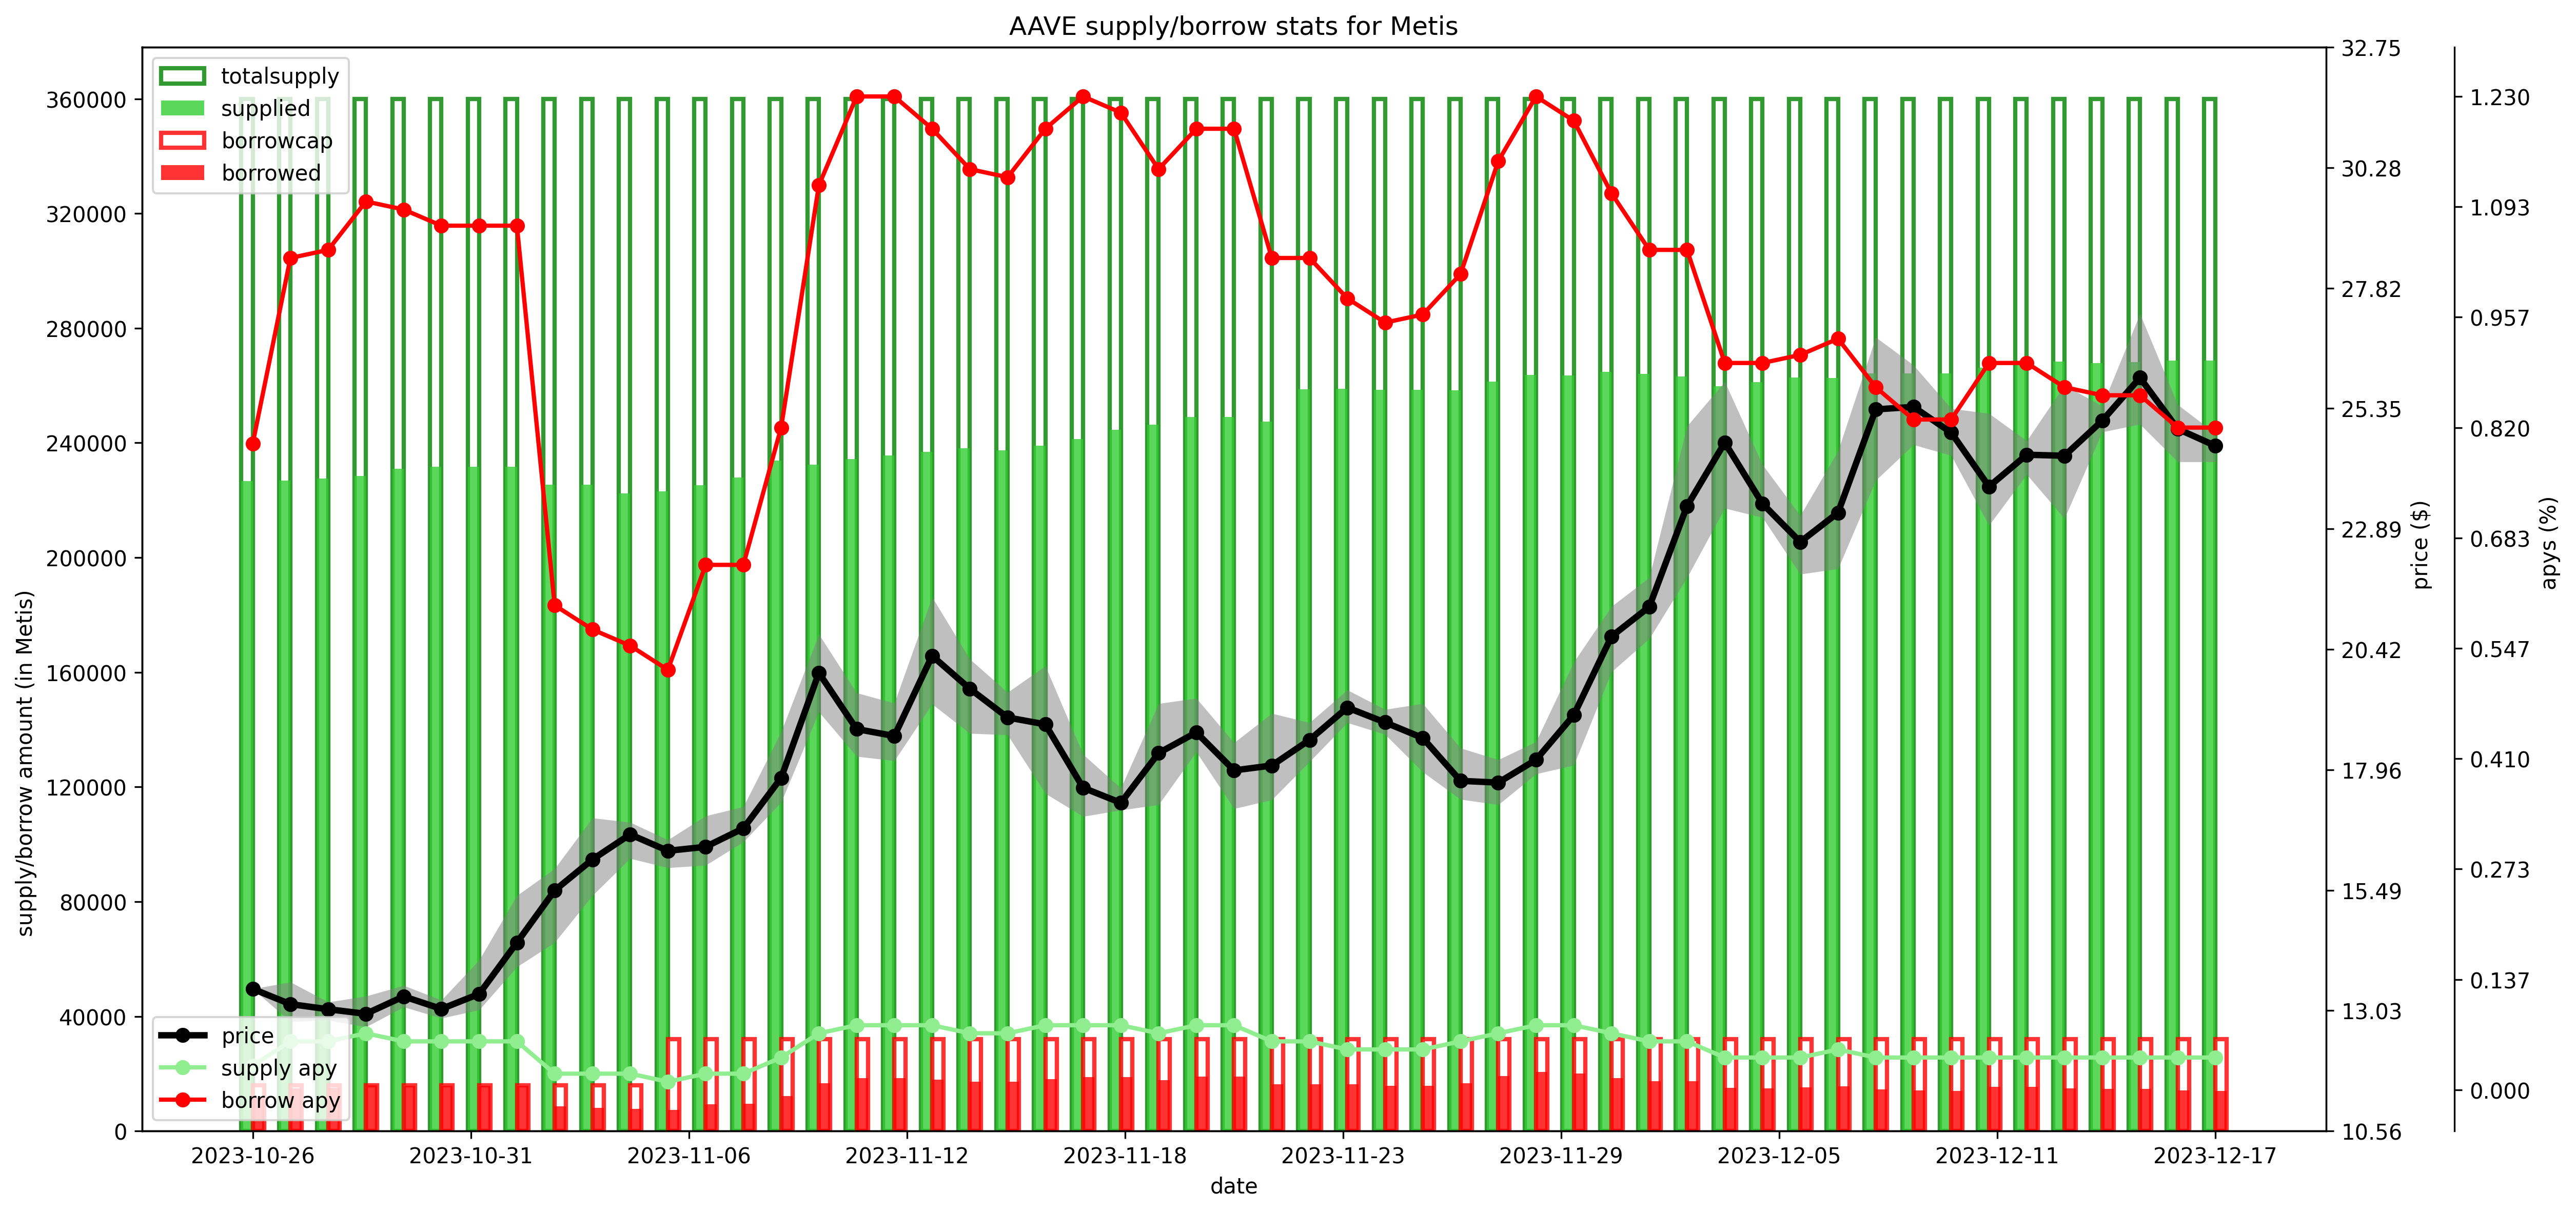 AAVE supply/borrow stats for Metis
totalsupply
supplied
borrowcap
borrowed
price
supply apy
borrow apy
supply/borrow amount (in Metis)
360000
320000
280000
240000
200000
160000
120000
80000
40000
0
32.75
30.28
27.82
25.35
22.89
20.42
17.96
15.49
13.03
10.56
price ($)
1.230
1.093
0.957
0.820
0.683
0.547
0.410
0.273
0.137
0.000
apys (%)
2023-10-26 2023-10-31 2023-11-06 2023-11-12 2023-11-18 2023-11-23 2023-11-29 2023-12-05 2023-12-11 2023-12-17
date